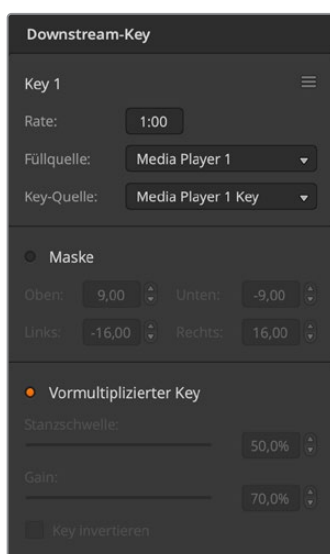 Downstream-Key
Key 1
Rate: 1:00
Füllquelle: Media Player 1
Key-Quelle: Media Player 1 Key
Maske
Oben: 9,00 Unten: -9,00
Links: -16,00 Rechts: 16,00
Vormultiplizierter Key
Stanzschwelle:
50,0%
Gain:
70,0%
Key invertieren